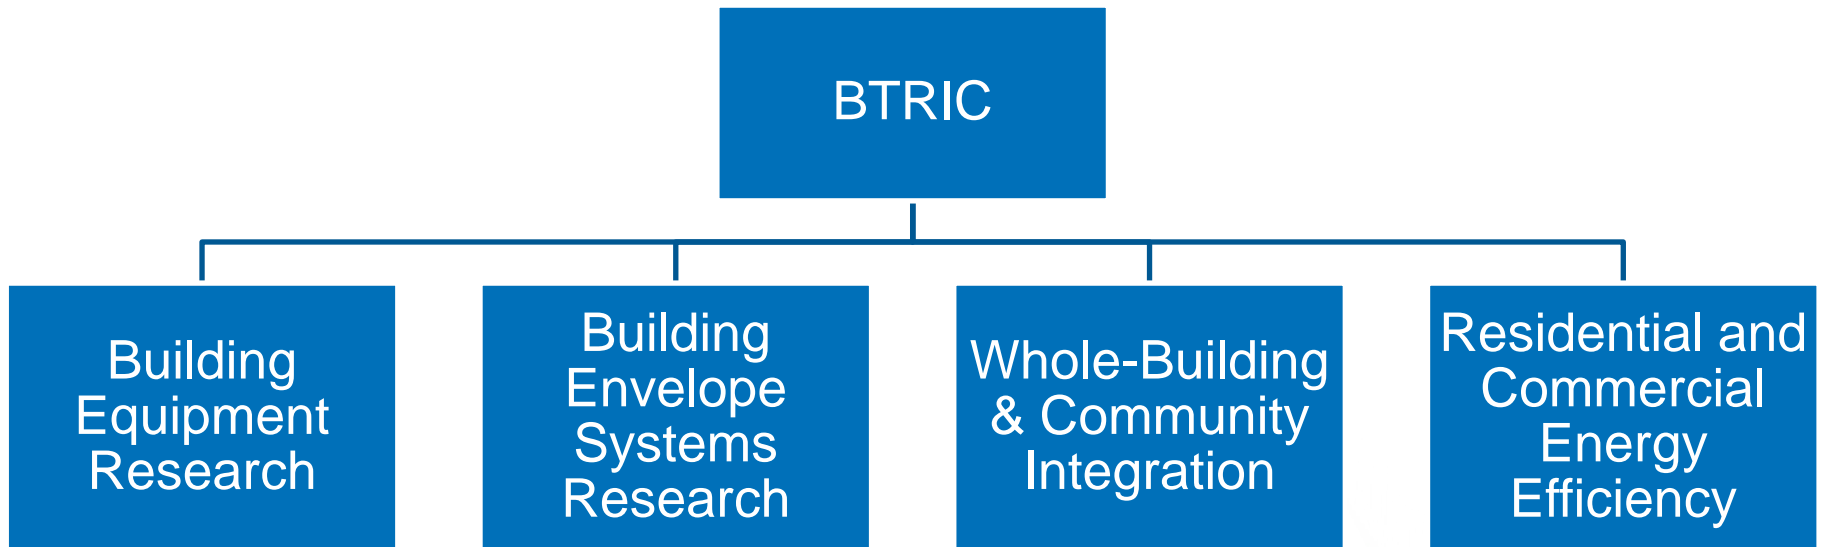 BTRIC
Building
Equipment
Research
Building
Envelope
Systems
Research
Whole-Building
& Community
Integration
Residential and
Commercial
Energy
Efficiency